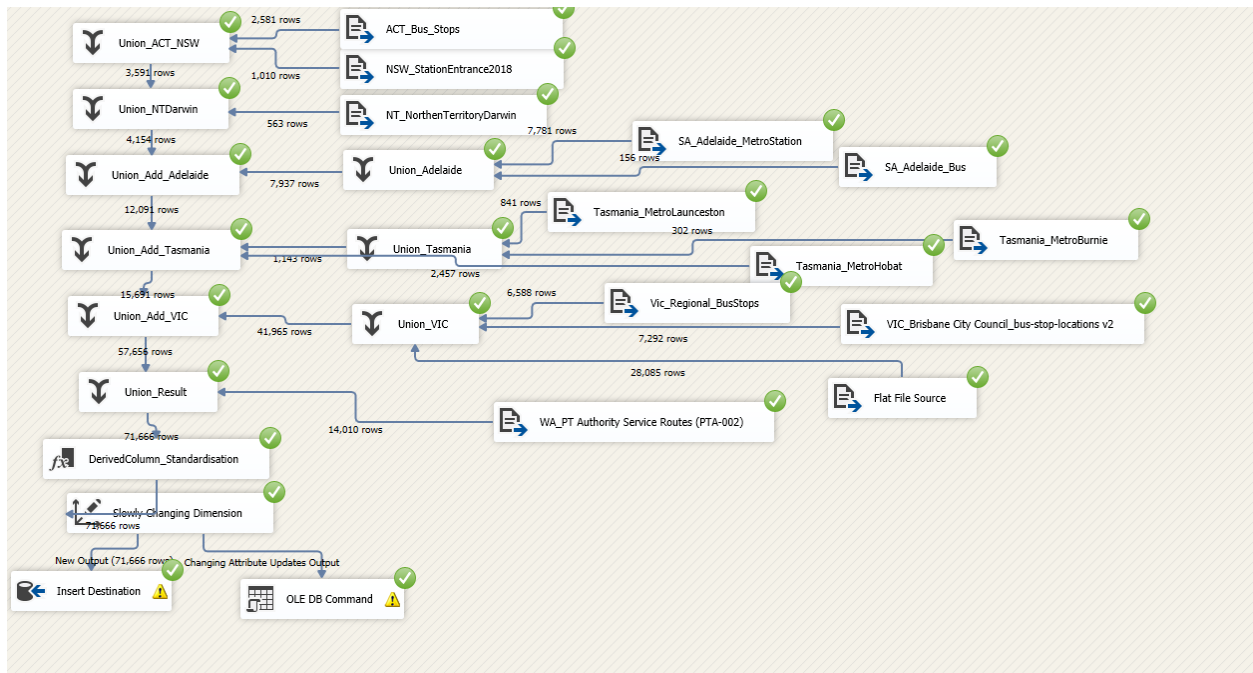 2,581 rows
ACT_Bus_Stops
Union_ACT_NSW
NSW_StationEntrance2018
3,591 rows
1,010 rows
Union_NTDarwin
NT_NorthenTerritoryDarwin
563 rows
7,781 rows
4,154 rows
SA_Adelaide_MetroStation
156 rows
SA_Adelaide_Bus
Union_Add_Adelaide
Union_Adelaide
7,937 rows
841 rows
12,091 rows
Tasmania_MetroLaunceston
302 rows
Tasmania_MetroBurnie
Union_Add_Tasmania
Union_Tasmania
1,143 rows
Tasmania_MetroHobat
2,457 rows
15,691 rows
6,588 rows
Vic_Regional_BusStops
Union_Add_VIC
Union_VIC
VIC_Brisbane City Council_bus-stop-locations v2
41,965 rows
7,292 rows
57,656 rows
28,085 rows
Union_Result
Flat File Source
WA_PT Authority Service Routes (PTA-002)
14,010 rows
71,666 rows
fx
DerivedColumn_Standardisation
Slowly Changing Dimension
71,666 rows
New Output (71,666 rows)
Changing Attribute Updates Output
Insert Destination
OLE DB Command